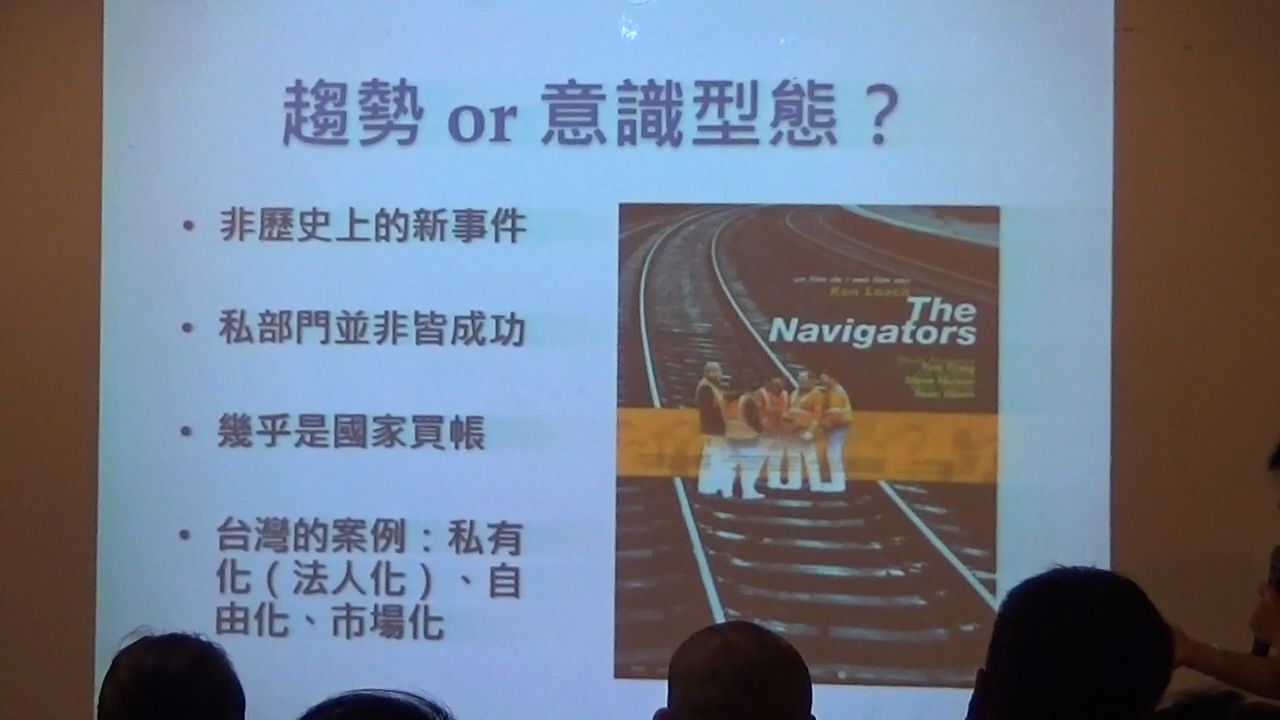 趨勢 or 意識型態？
• 非歷史上的新事件
• 私部門並非皆成功
• 幾乎是國家買帳
• 台灣的案例：私有
化（法人化）、自
由化、市場化
Ken Loach
The
Navigators